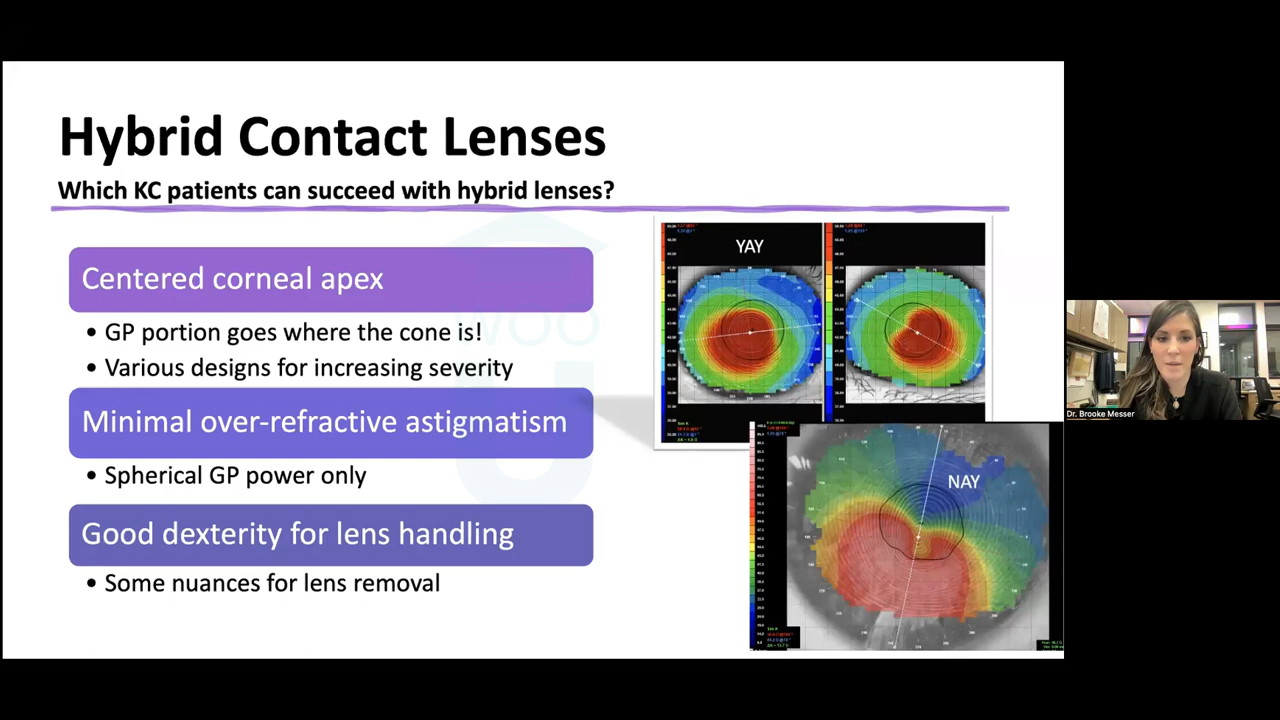 Hybrid Contact Lenses
Which KC patients can succeed with hybrid lenses?
Centered corneal apex
• GP portion goes where the cone is!
• Various designs for increasing severity
Minimal over-refractive astigmatism
• Spherical GP power only
Good dexterity for lens handling
• Some nuances for lens removal
YAY
NAY
WOO
U
Dr. Brooke Messer